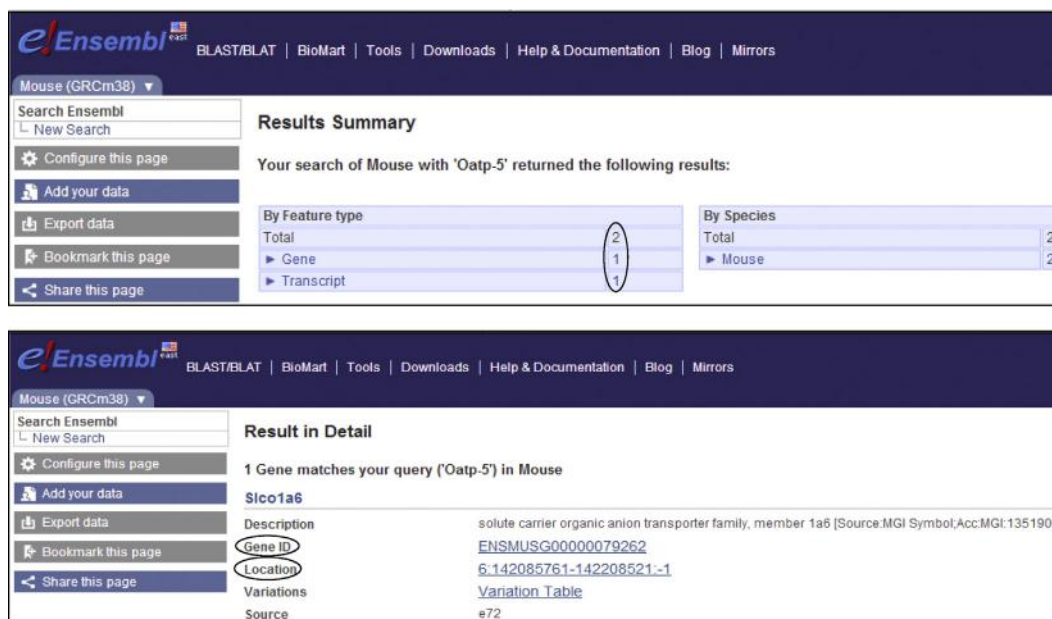 e!Ensembl east BLAST/BLAT | BioMart | Tools | Downloads | Help & Documentation | Blog | Mirrors
Mouse (GRCm38) ▼
Search Ensembl
New Search
Configure this page
Add your data
Export data
Bookmark this page
Share this page
Results Summary
Your search of Mouse with 'Oatp-5' returned the following results:
By Feature type
Total 2
► Gene 1
► Transcript 1
By Species
Total 2
► Mouse 2
e!Ensembl east BLAST/BLAT | BioMart | Tools | Downloads | Help & Documentation | Blog | Mirrors
Mouse (GRCm38) ▼
Search Ensembl
New Search
Configure this page
Add your data
Export data
Bookmark this page
Share this page
Result in Detail
1 Gene matches your query ('Oatp-5') in Mouse
Slco1a6
Description solute carrier organic anion transporter family, member 1a6 [Source:MGI Symbol;Acc:MGI:135190
Gene ID ENSMUSG00000079262
Location 6:142085761-142208521:-1
Variations Variation Table
Source e72